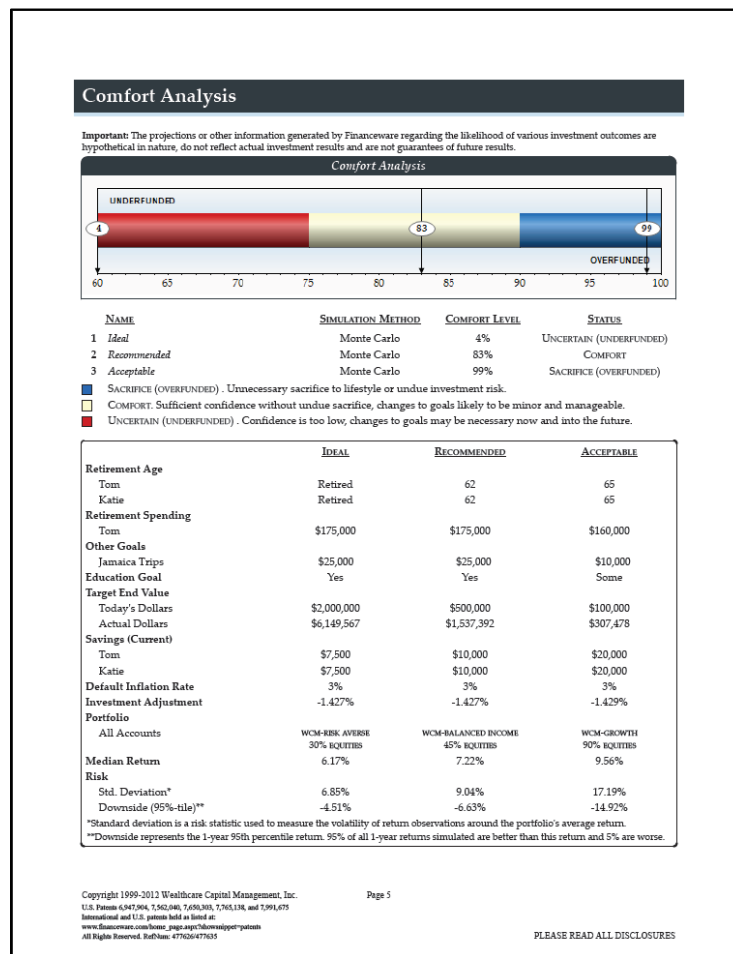 Comfort Analysis
Important: The projections or other information generated by Financeware regarding the likelihood of various investment outcomes are
hypothetical in nature, do not reflect actual investment results and are not guarantees of future results.
Comfort Analysis
UNDERFUNDED
4 83 99
OVERFUNDED
60 65 70 75 80 85 90 95 100
NAME SIMULATION METHOD COMFORT LEVEL STATUS
1 Ideal Monte Carlo 4% UNCERTAIN (UNDERFUNDED)
2 Recommended Monte Carlo 83% COMFORT
3 Acceptable Monte Carlo 99% SACRIFICE (OVERFUNDED)
SACRIFICE (OVERFUNDED) . Unnecessary sacrifice to lifestyle or undue investment risk.
COMFORT. Sufficient confidence without undue sacrifice, changes to goals likely to be minor and manageable.
UNCERTAIN (UNDERFUNDED) . Confidence is too low, changes to goals may be necessary now and into the future.
IDEAL RECOMMENDED ACCEPTABLE
Retirement Age
Tom Retired 62 65
Katie Retired 62 65
Retirement Spending
Tom $175,000 $175,000 $160,000
Other Goals
Jamaica Trips $25,000 $25,000 $10,000
Education Goal Yes Yes Some
Target End Value
Today's Dollars $2,000,000 $500,000 $100,000
Actual Dollars $6,149,567 $1,537,392 $307,478
Savings (Current)
Tom $7,500 $10,000 $20,000
Katie $7,500 $10,000 $20,000
Default Inflation Rate 3% 3% 3%
Investment Adjustment -1.427% -1.427% -1.429%
Portfolio
All Accounts WCM-RISK AVERSE WCM-BALANCED INCOME WCM-GROWTH
30% EQUITIES 45% EQUITIES 90% EQUITIES
Median Return 6.17% 7.22% 9.56%
Risk
Std. Deviation* 6.85% 9.04% 17.19%
Downside (95%-tile)** -4.51% -6.63% -14.92%
*Standard deviation is a risk statistic used to measure the volatility of return observations around the portfolio's average return.
**Downside represents the 1-year 95th percentile return. 95% of all 1-year returns simulated are better than this return and 5% are worse.
Copyright 1999-2012 Wealthcare Capital Management, Inc. Page 5
U.S. Patents 6,947,904, 7,562,040, 7,650,303, 7,765,138, and 7,991,675
International and U.S. patents held as listed at:
www.financeware.com/home_page.aspx?showsnippet=patents
All Rights Reserved. RefNum: 477626/477635 PLEASE READ ALL DISCLOSURES